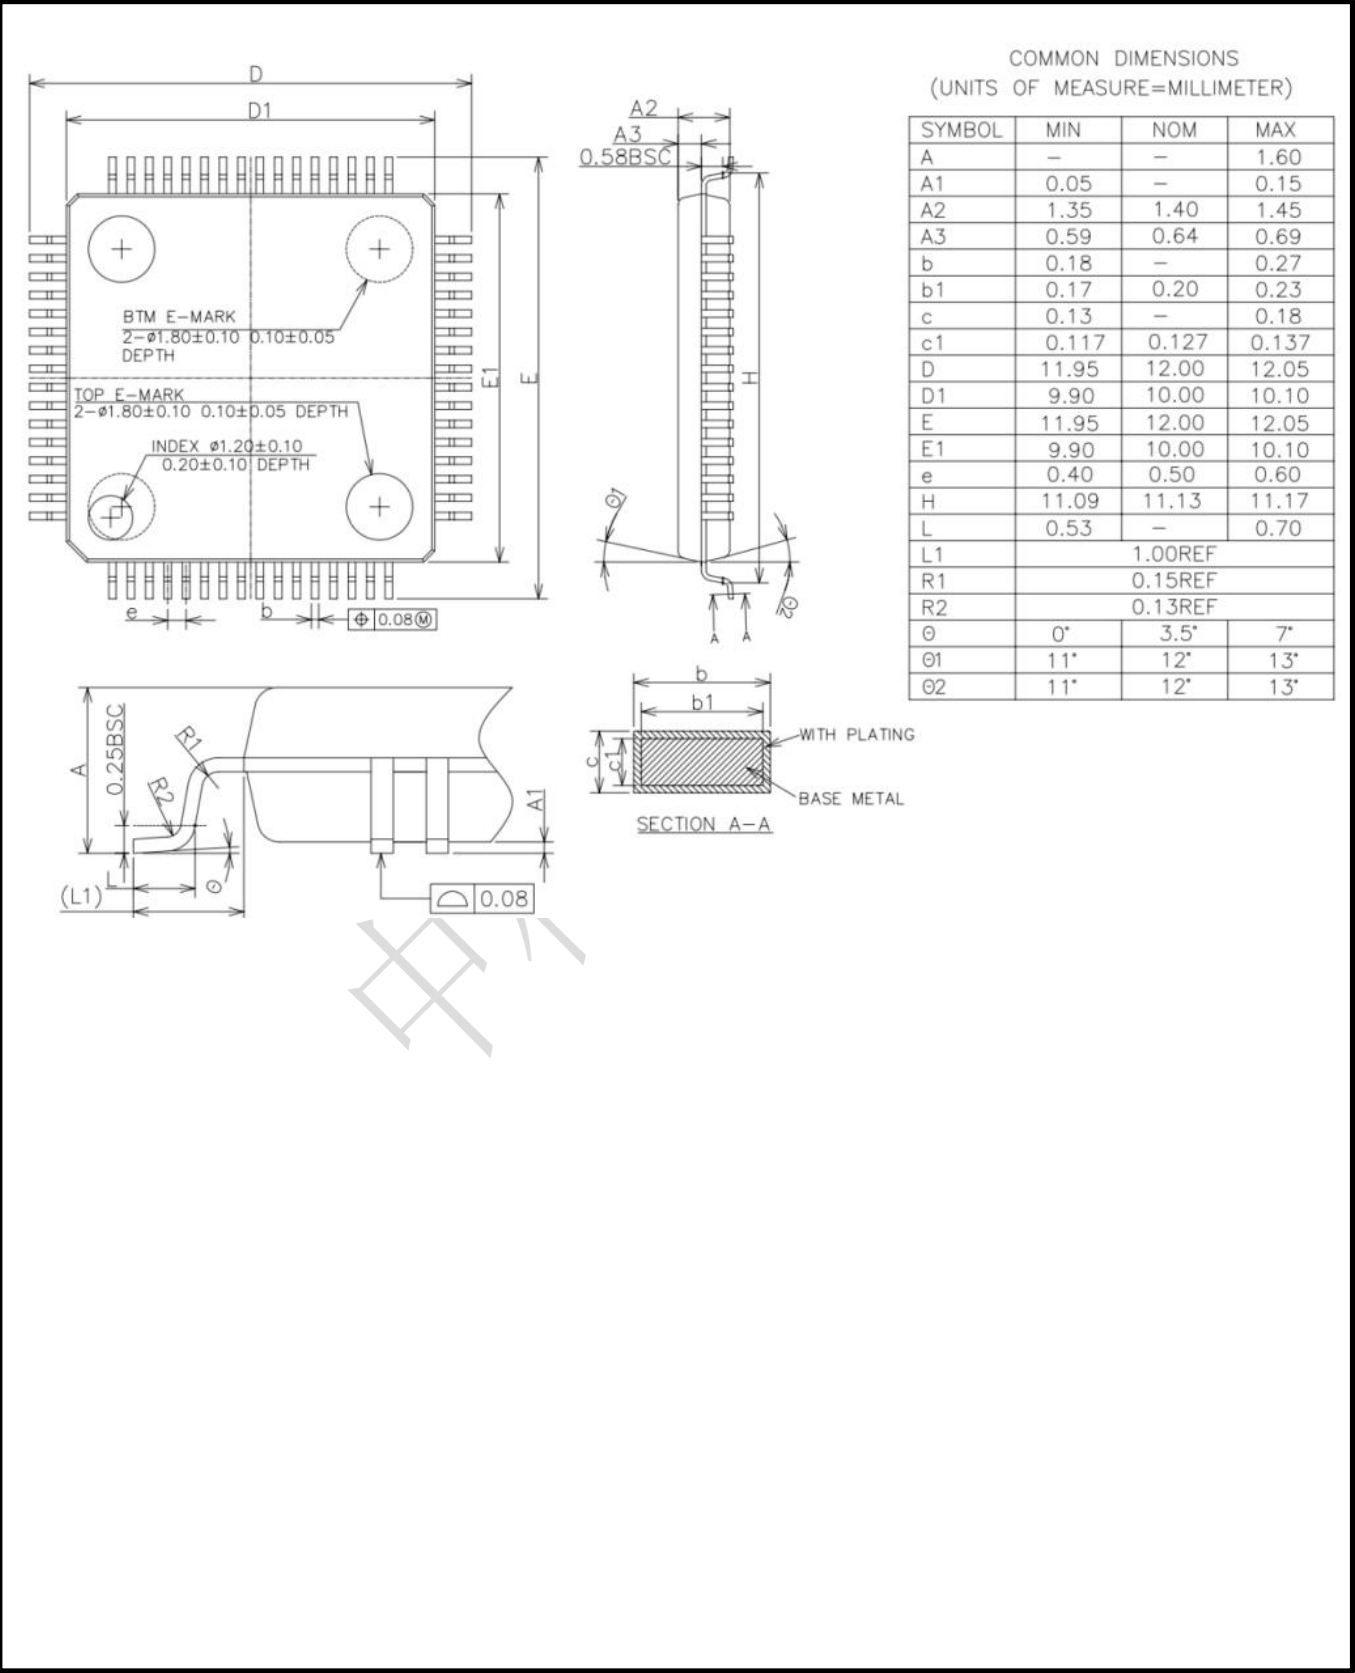 COMMON DIMENSIONS
(UNITS OF MEASURE=MILLIMETER)
SYMBOL MIN NOM MAX
A – – 1.60
A1 0.05 – 0.15
A2 1.35 1.40 1.45
A3 0.59 0.64 0.69
b 0.18 – 0.27
b1 0.17 0.20 0.23
c 0.13 – 0.18
c1 0.117 0.127 0.137
D 11.95 12.00 12.05
D1 9.90 10.00 10.10
E 11.95 12.00 12.05
E1 9.90 10.00 10.10
e 0.40 0.50 0.60
H 11.09 11.13 11.17
L 0.53 – 0.70
L1 1.00REF
R1 0.15REF
R2 0.13REF
Θ 0° 3.5° 7°
Θ1 11° 12° 13°
Θ2 11° 12° 13°
D
D1
BTM E-MARK
2-ø1.80±0.10 0.10±0.05
DEPTH
TOP E-MARK
2-ø1.80±0.10 0.10±0.05 DEPTH
INDEX ø1.20±0.10
0.20±0.10 DEPTH
E1
E
e
b
0.08Ⓜ
A2
A3
0.58BSC
H
Θ1
Θ2
A A
A
0.25BSC
R1
R2
L
(L1)
Θ
A1
0.08
b
b1
c
c1
WITH PLATING
BASE METAL
SECTION A-A
中